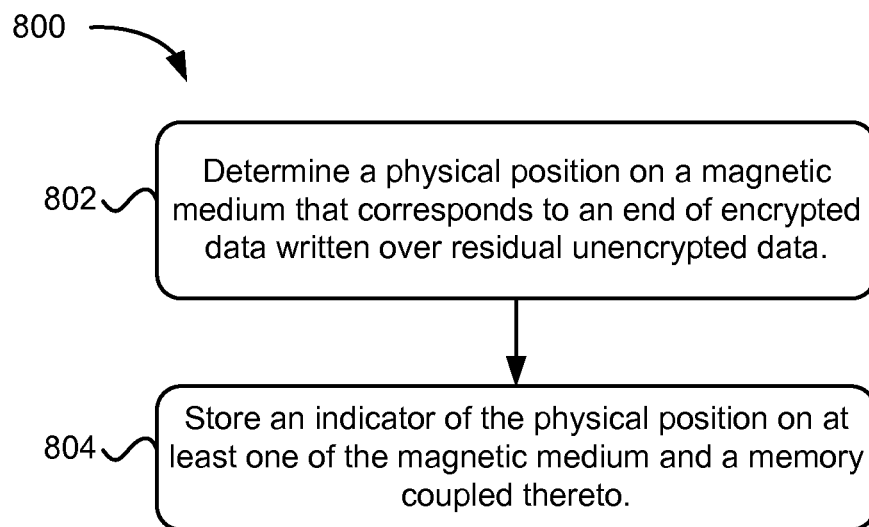 800
802
Determine a physical position on a magnetic
medium that corresponds to an end of encrypted
data written over residual unencrypted data.
804
Store an indicator of the physical position on at
least one of the magnetic medium and a memory
coupled thereto.